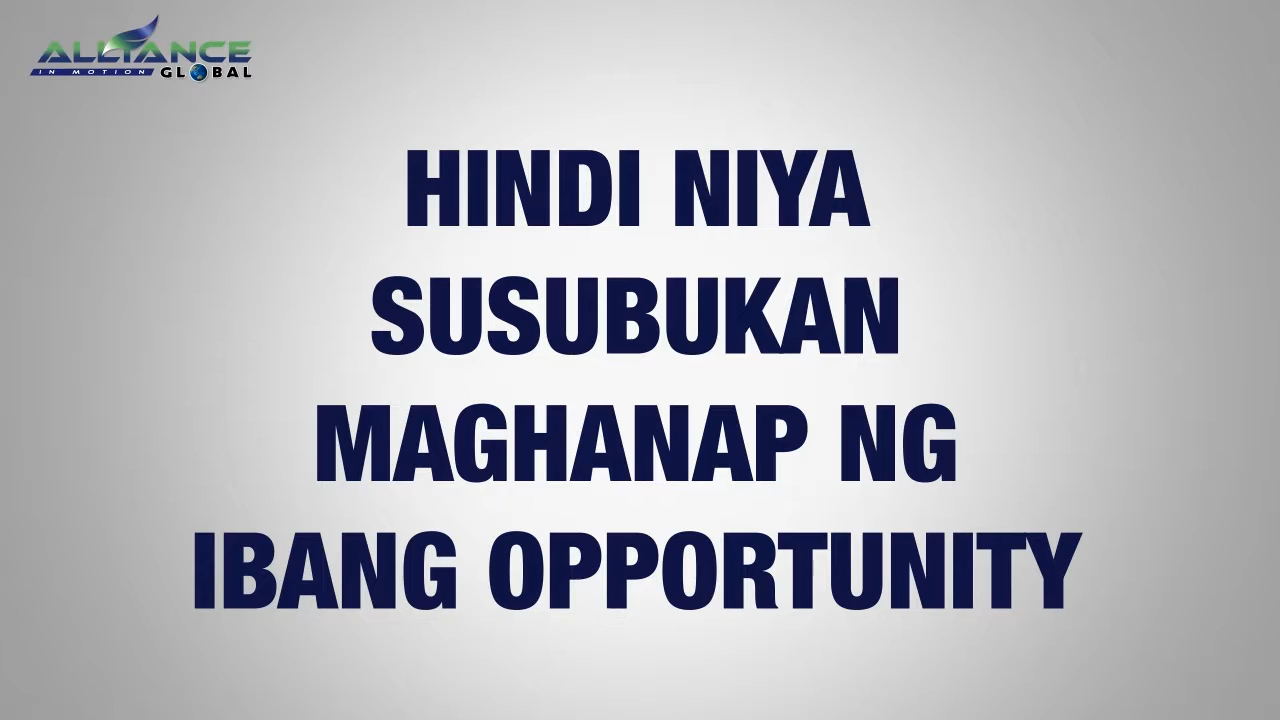 ALLIANCE
IN MOTION GLOBAL
HINDI NIYA
SUSUBUKAN
MAGHANAP NG
IBANG OPPORTUNITY